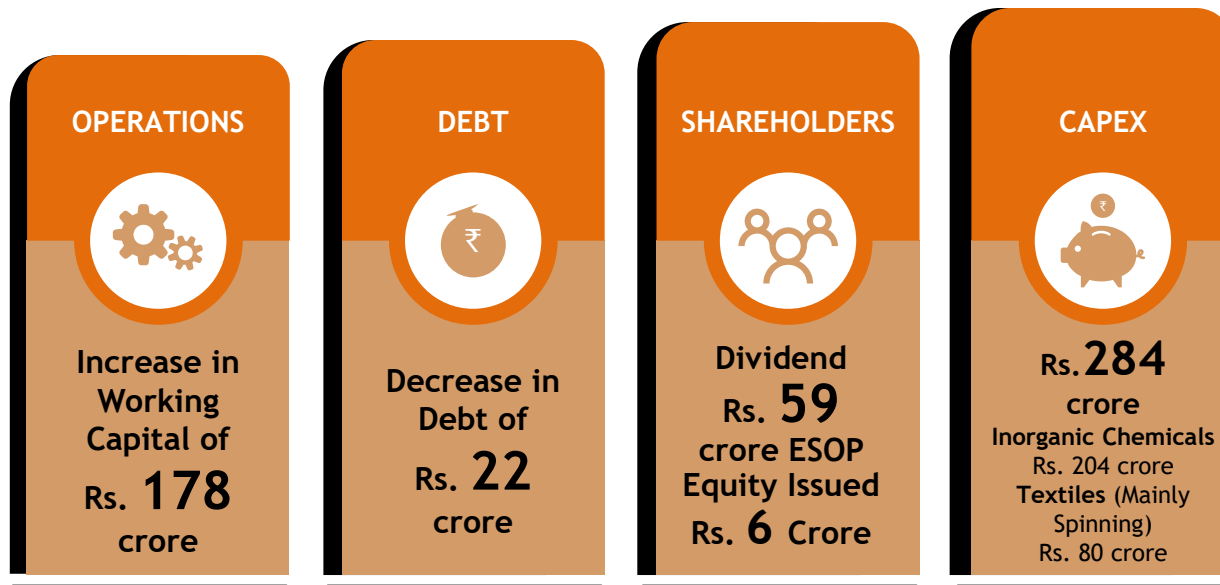 OPERATIONS
₹
Increase in
Working
Capital of
Rs. 178
crore
DEBT
₹
Decrease in
Debt of
Rs. 22
crore
SHAREHOLDERS
Dividend
Rs. 59
crore ESOP
Equity Issued
Rs. 6 Crore
CAPEX
₹
Rs.284
crore
Inorganic Chemicals
Rs. 204 crore
Textiles (Mainly
Spinning)
Rs. 80 crore